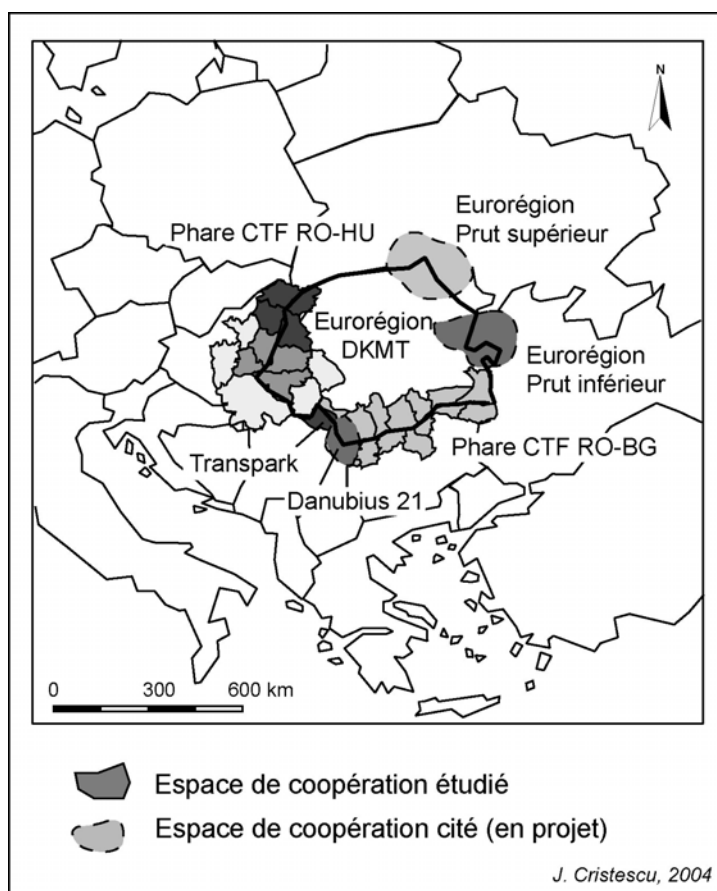 N
Phare CTF RO-HU
Eurorégion
Prut supérieur
Eurorégion
DKMT
Eurorégion
Prut inférieur
Phare CTF RO-BG
Transpark
Danubius 21
0 300 600 km
Espace de coopération étudié
Espace de coopération cité (en projet)
J. Cristescu, 2004